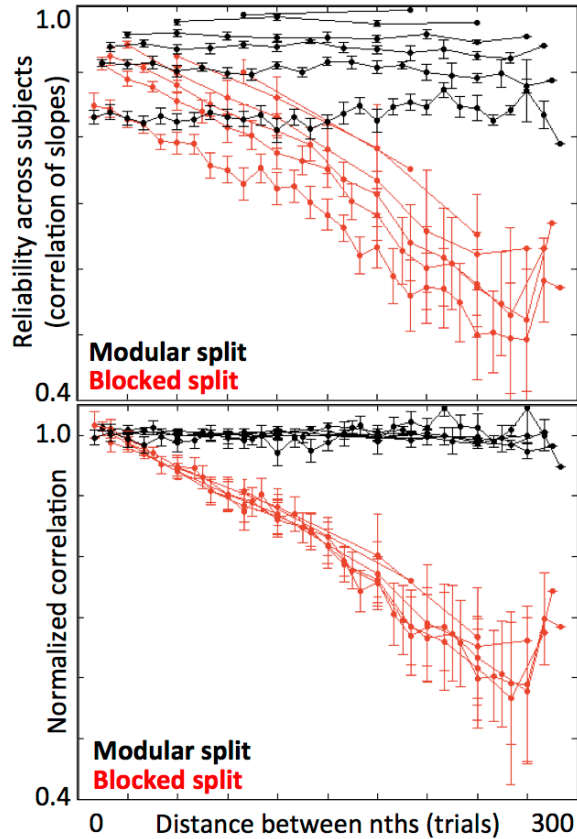 1.0
Reliability across subjects
(correlation of slopes)
Modular split
Blocked split
0.4
1.0
Normalized correlation
Modular split
Blocked split
0.4
0 Distance between nths (trials) 300